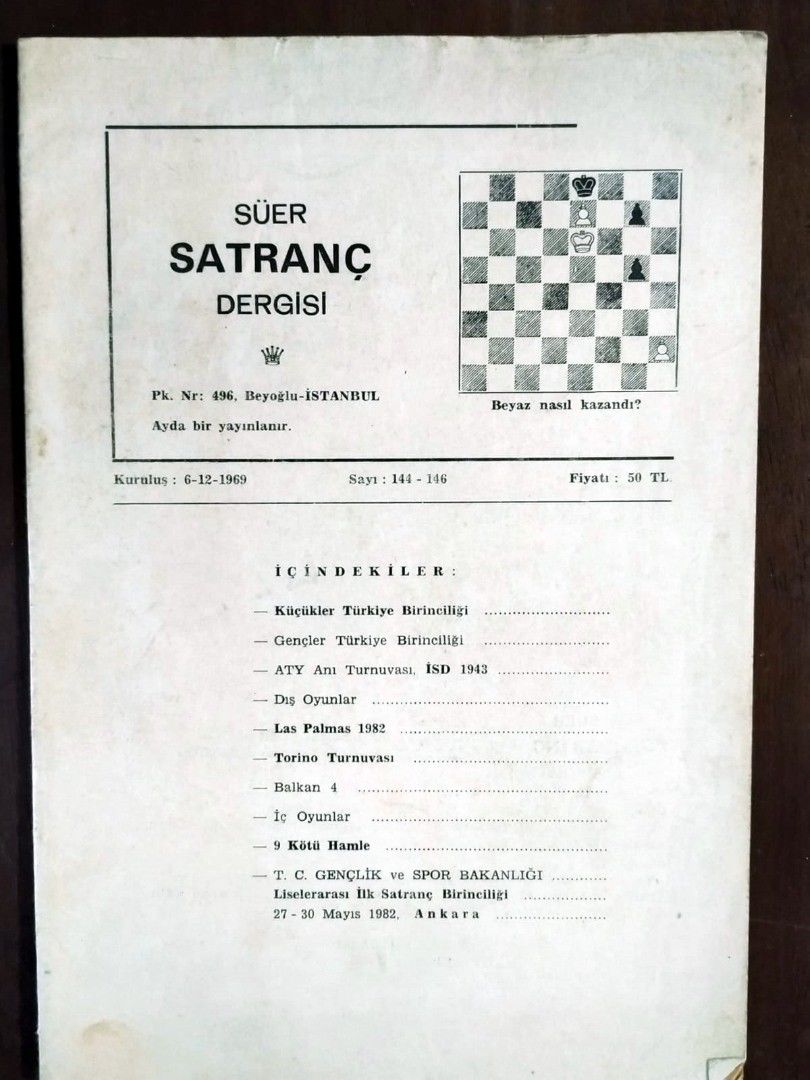 SÜER
SATRANÇ
DERGİSİ
Pk. Nr: 496, Beyoğlu-İSTANBUL
Ayda bir yayınlanır.
Beyaz nasıl kazandı?
Kuruluş : 6-12-1969 Sayı : 144 - 146 Fiyatı : 50 TL.
İÇİNDEKİLER :
— Küçükler Türkiye Birinciliği ...........................
— Gençler Türkiye Birinciliği ...........................
— ATY Anı Turnuvası, İSD 1943 ........................
— Dış Oyunlar ...................................................
— Las Palmas 1982 .............................................
— Torino Turnuvası ..........................................
— Balkan 4 ......................................................
— İç Oyunlar ...................................................
— 9 Kötü Hamle ................................................
— T. C. GENÇLİK ve SPOR BAKANLIĞI ............
Liselerarası İlk Satranç Birinciliği ..................
27 - 30 Mayıs 1982, Ankara ........................